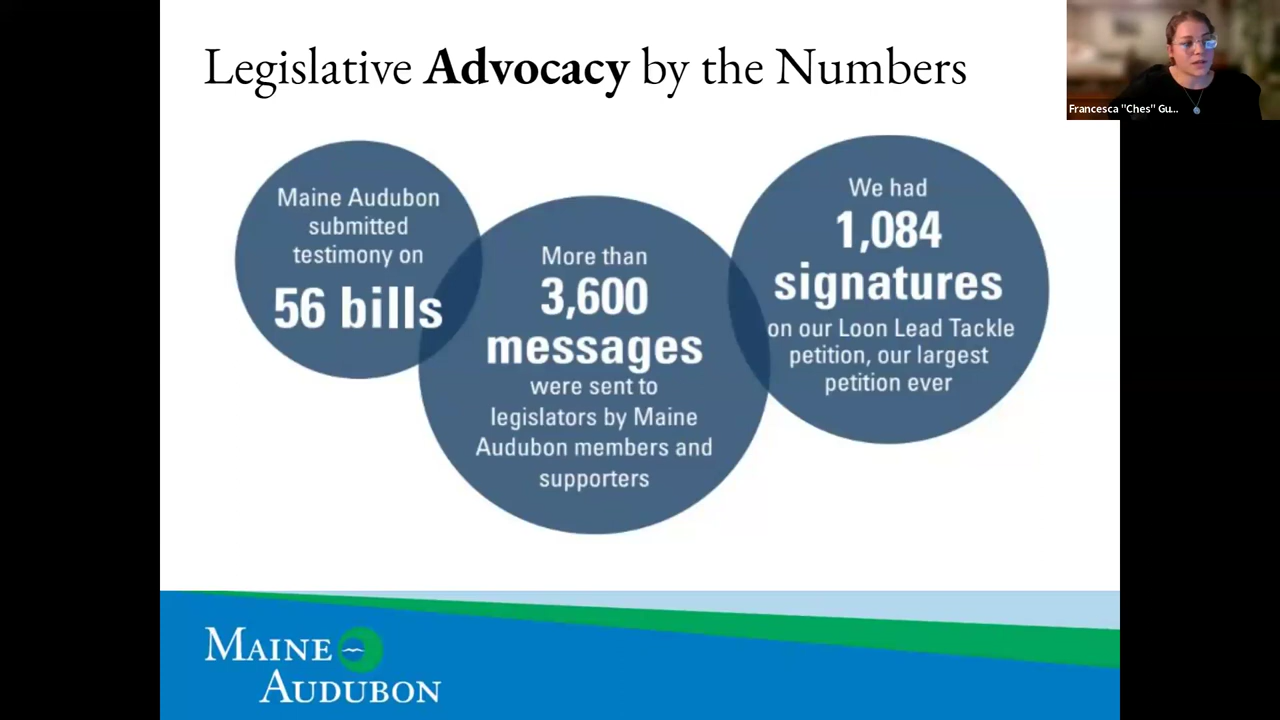 Legislative Advocacy by the Numbers
Francesca "Ches" Gu...
Maine Audubon
submitted
testimony on
56 bills
More than
3,600
messages
were sent to
legislators by Maine
Audubon members and
supporters
We had
1,084
signatures
on our Loon Lead Tackle
petition, our largest
petition ever
MAINE
AUDUBON